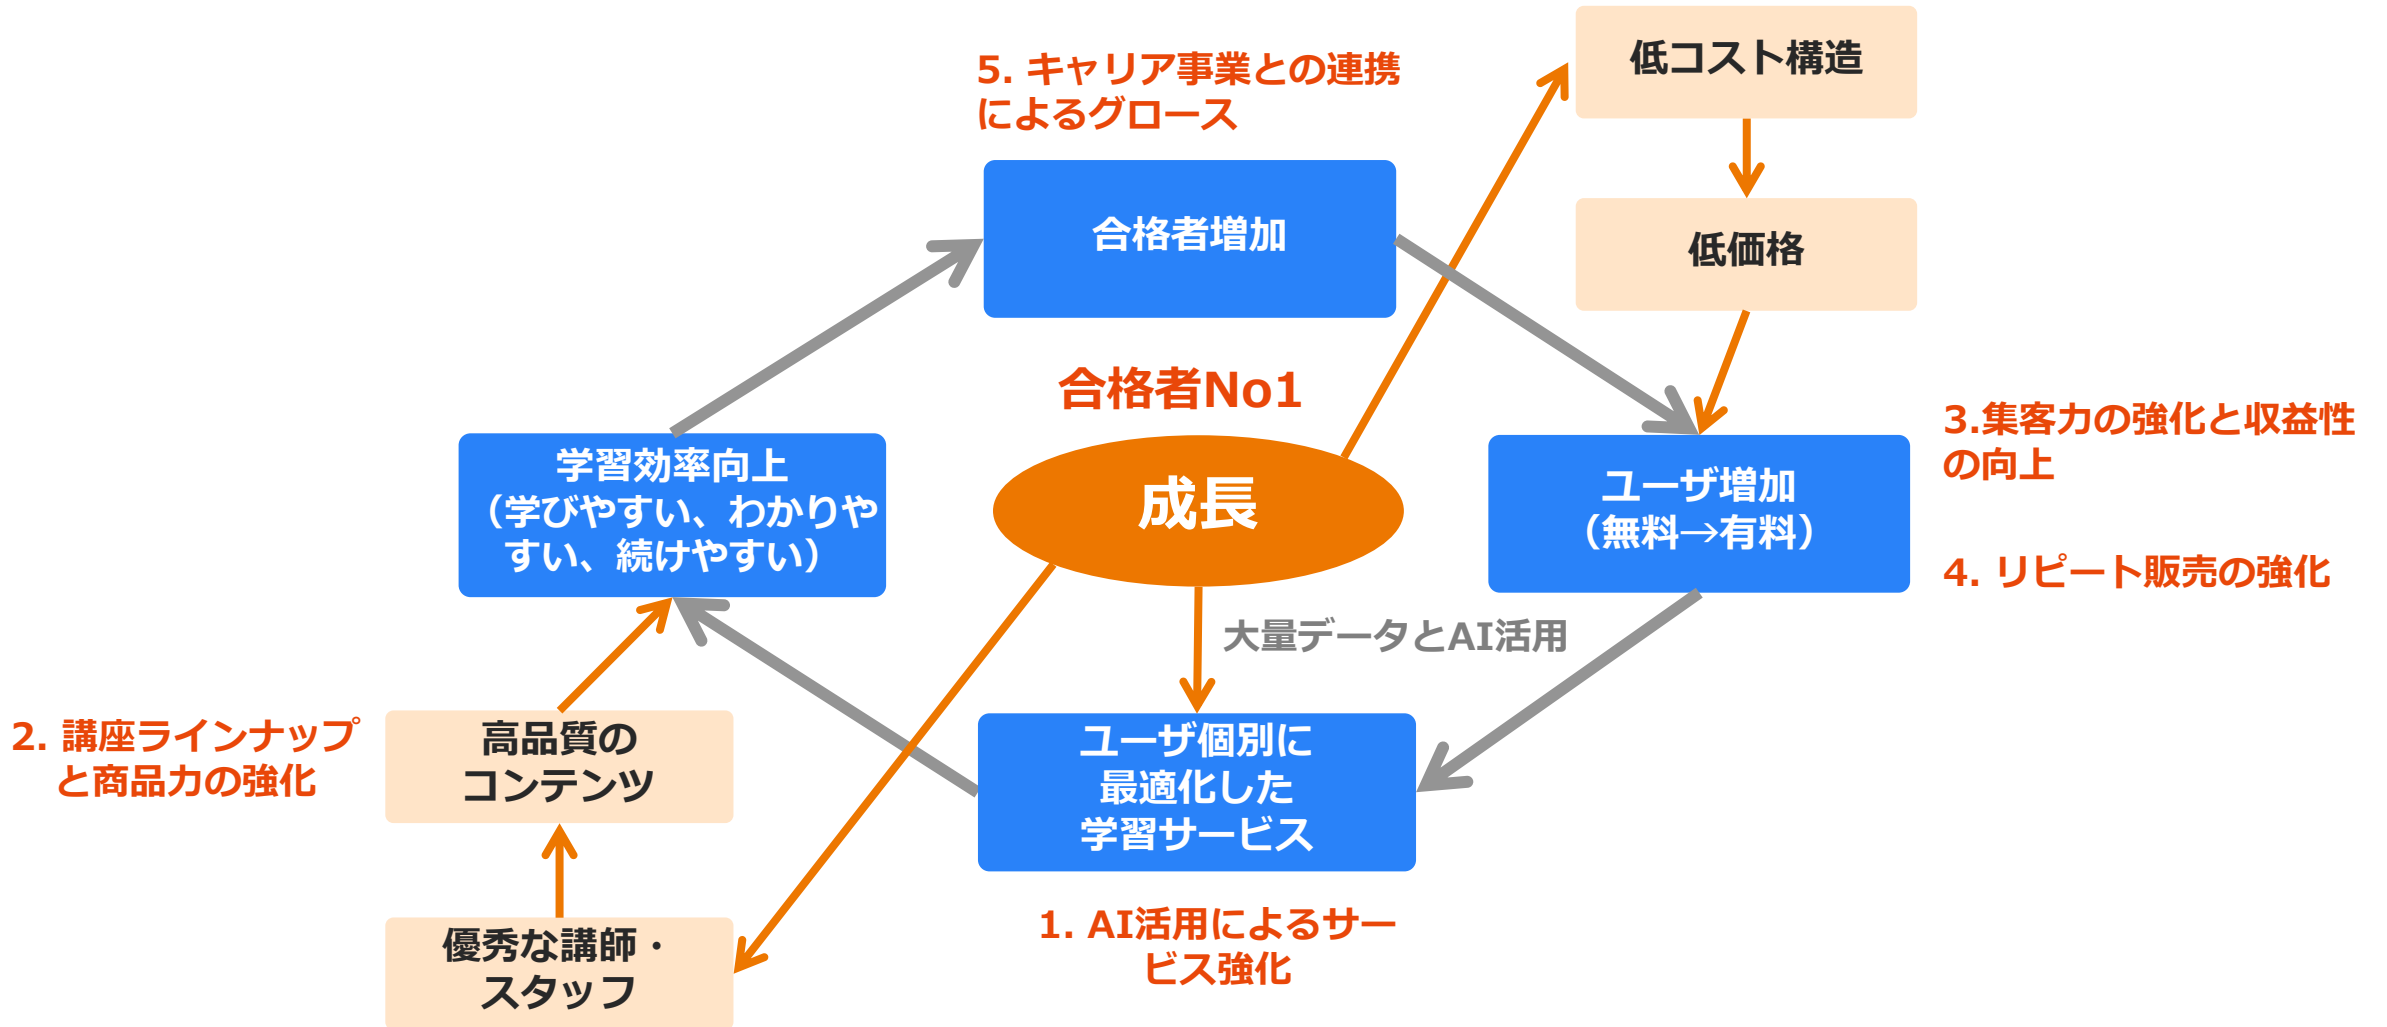 低コスト構造
5. キャリア事業との連携
によるグロース
合格者増加
低価格
合格者No1
3.集客力の強化と収益性
の向上
学習効率向上
（学びやすい、わかりや
すい、続けやすい）
成長
ユーザ増加
（無料→有料）
4. リピート販売の強化
大量データとAI活用
2. 講座ラインナップ
と商品力の強化
高品質の
コンテンツ
ユーザ個別に
最適化した
学習サービス
優秀な講師・
スタッフ
1. AI活用によるサー
ビス強化